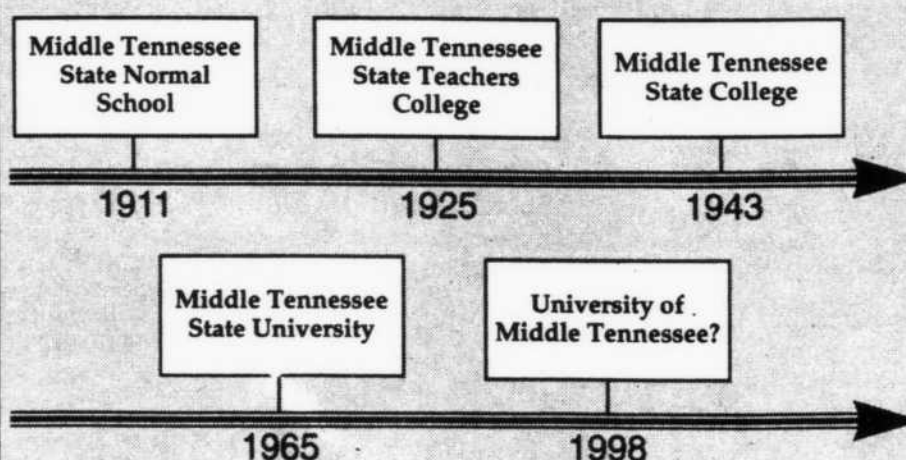 Middle Tennessee
State Normal
School
Middle Tennessee
State Teachers
College
Middle Tennessee
State College
1911
1925
1943
Middle Tennessee
State University
University of
Middle Tennessee?
1965
1998